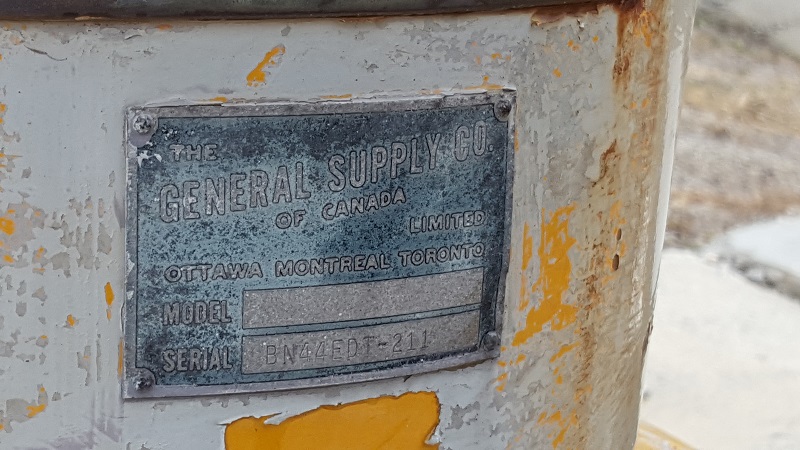 THE
GENERAL SUPPLY CO.
OF CANADA
LIMITED
OTTAWA MONTREAL TORONTO
MODEL
SERIAL BN44EDT-211